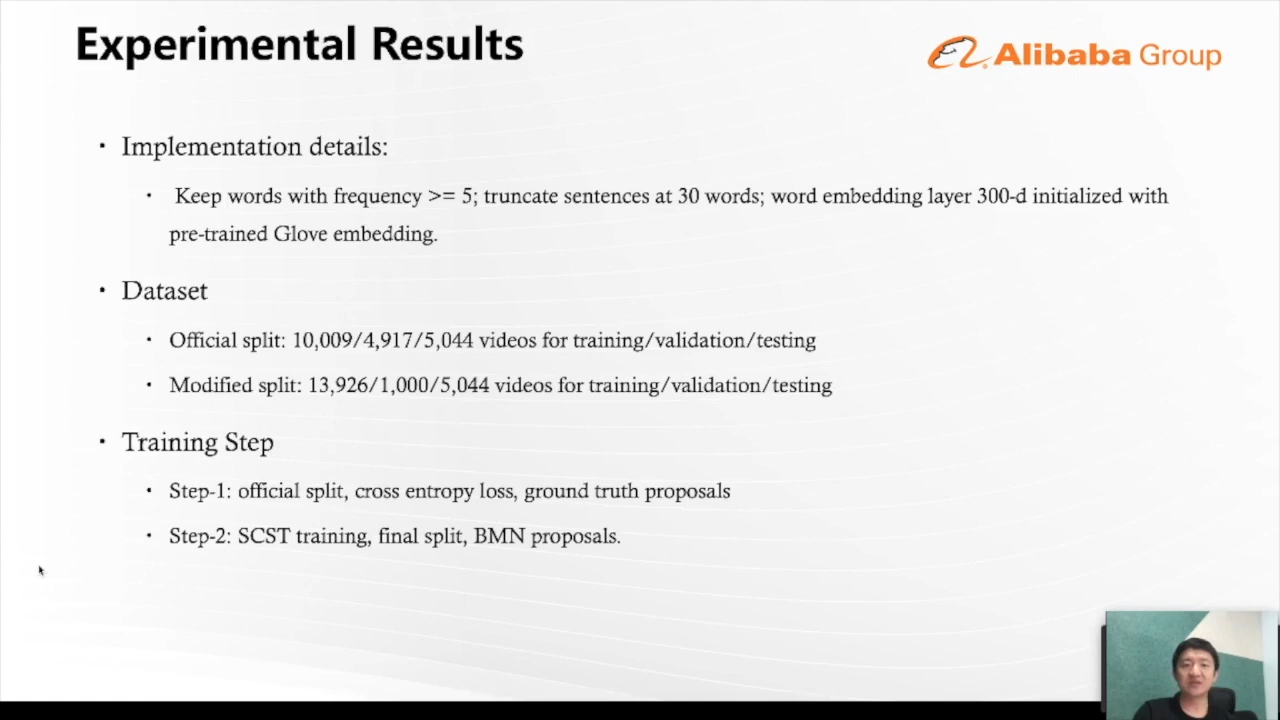 Experimental Results
Alibaba Group
• Implementation details:
• Keep words with frequency >= 5; truncate sentences at 30 words; word embedding layer 300-d initialized with
pre-trained Glove embedding.
• Dataset
• Official split: 10,009/4,917/5,044 videos for training/validation/testing
• Modified split: 13,926/1,000/5,044 videos for training/validation/testing
• Training Step
• Step-1: official split, cross entropy loss, ground truth proposals
• Step-2: SCST training, final split, BMN proposals.